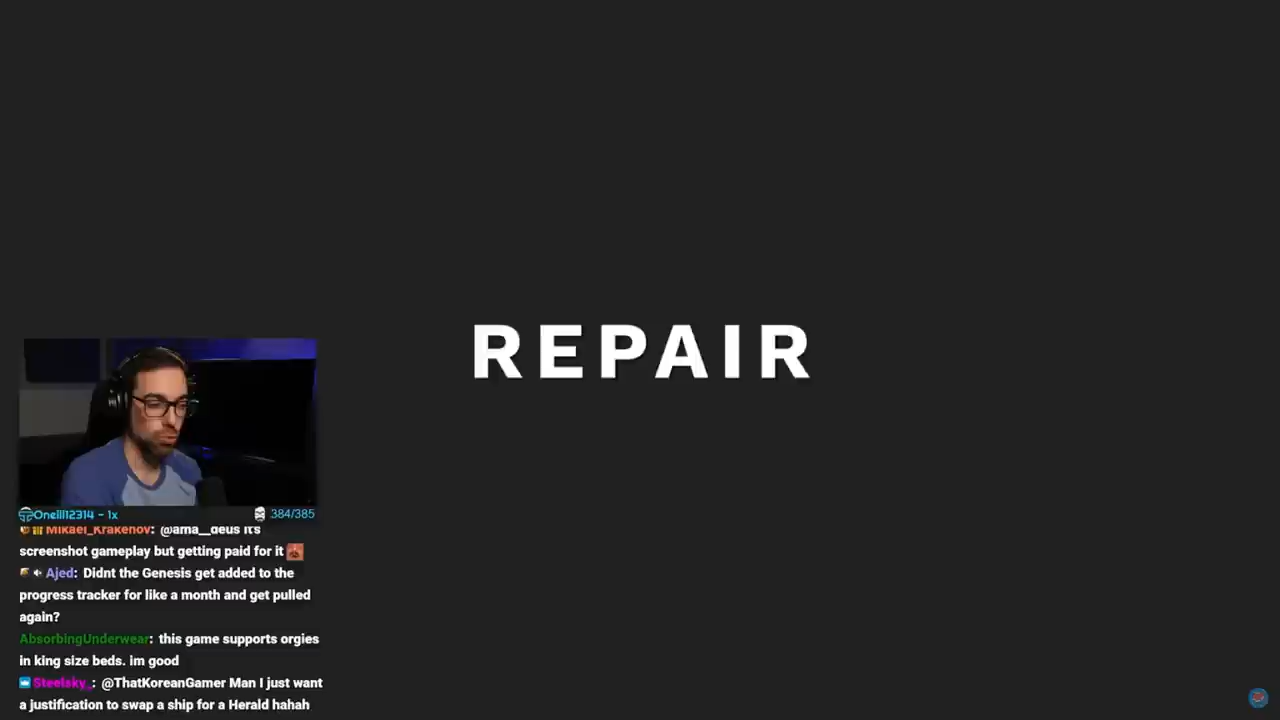 REPAIR
Oneill12314 - 1x 384/385
Mikael_Krakenov: @ama__deus it's
screenshot gameplay but getting paid for it
Ajed: Didnt the Genesis get added to the
progress tracker for like a month and get pulled
again?
AbsorbingUnderwear: this game supports orgies
in king size beds. im good
Steelsky_: @ThatKoreanGamer Man I just want
a justification to swap a ship for a Herald hahah